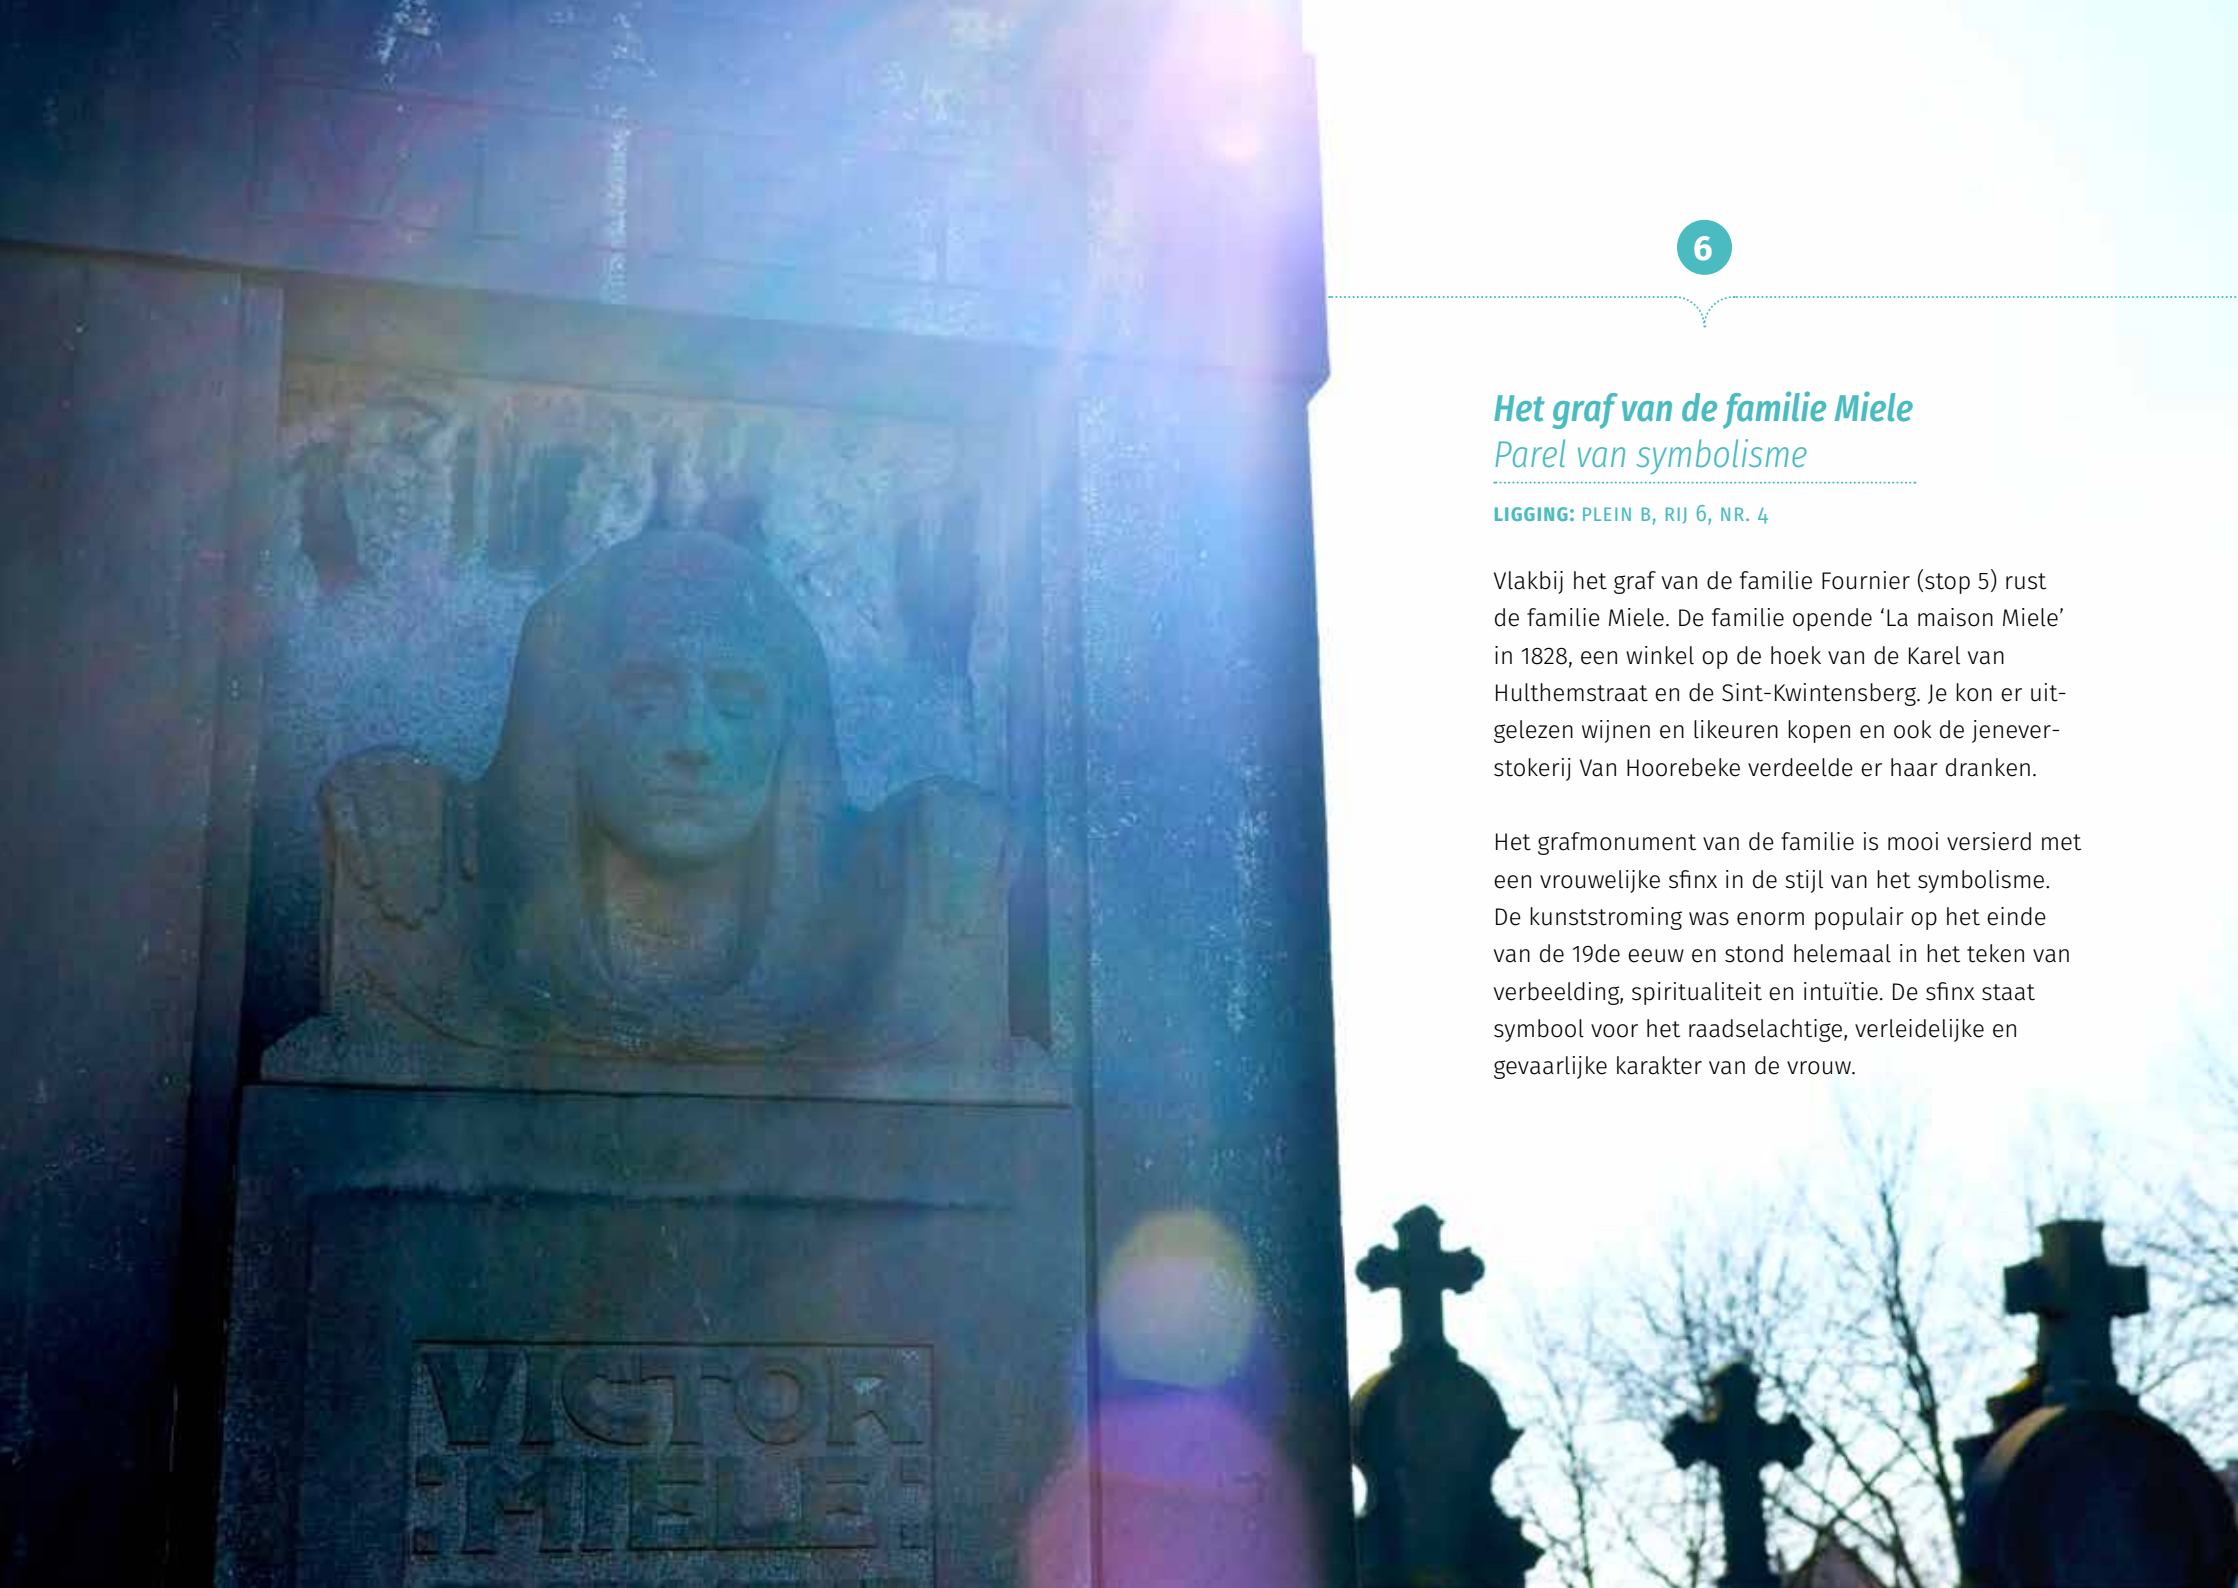 6
Het graf van de familie Miele
Parel van symbolisme
LIGGING: PLEIN B, RIJ 6, NR. 4
Vlakbij het graf van de familie Fournier (stop 5) rust
de familie Miele. De familie opende ‘La maison Miele’
in 1828, een winkel op de hoek van de Karel van
Hulthemstraat en de Sint-Kwintensberg. Je kon er uit-
gelezen wijnen en likeuren kopen en ook de jenever-
stokerij Van Hoorebeke verdeelde er haar dranken.
Het grafmonument van de familie is mooi versierd met
een vrouwelijke sfinx in de stijl van het symbolisme.
De kunststroming was enorm populair op het einde
van de 19de eeuw en stond helemaal in het teken van
verbeelding, spiritualiteit en intuïtie. De sfinx staat
symbool voor het raadselachtige, verleidelijke en
gevaarlijke karakter van de vrouw.
VICTOR
:MIELE: